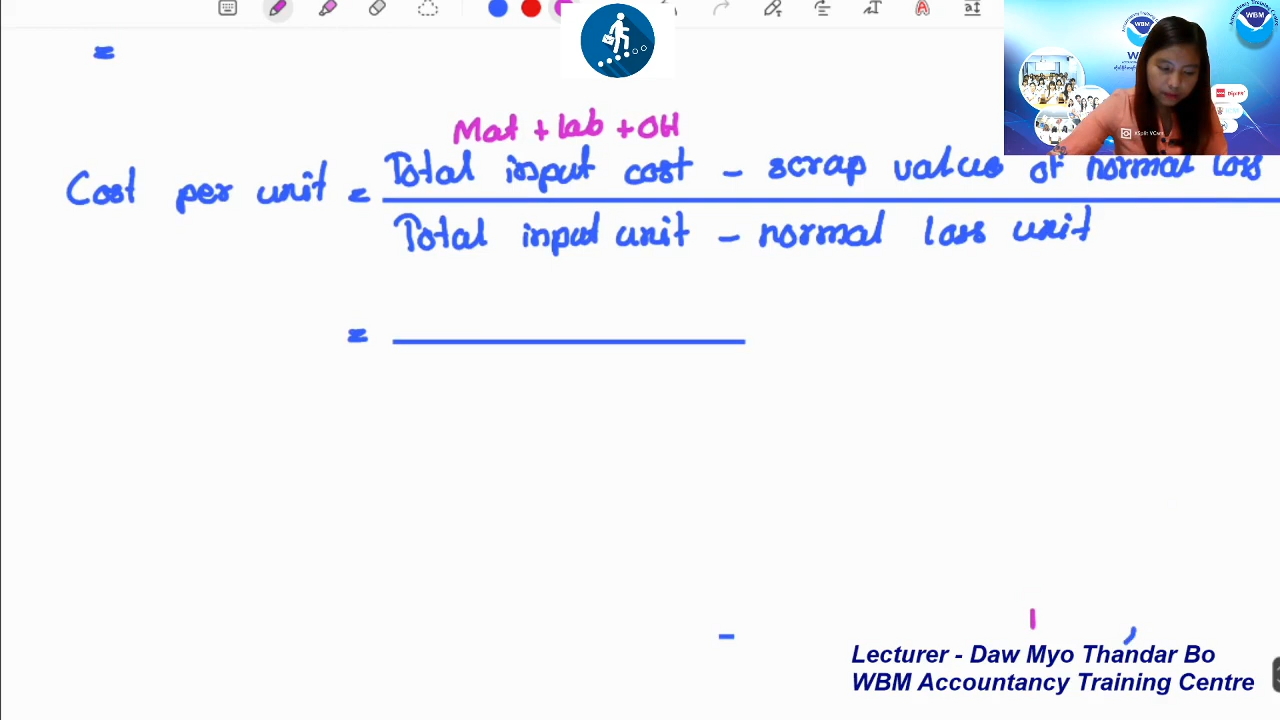 WBM
=
Mat + lab + OH
Total input cost - scrap value of normal loss
Cost per unit =
Total input unit - normal loss unit
=
Lecturer - Daw Myo Thandar Bo
WBM Accountancy Training Centre